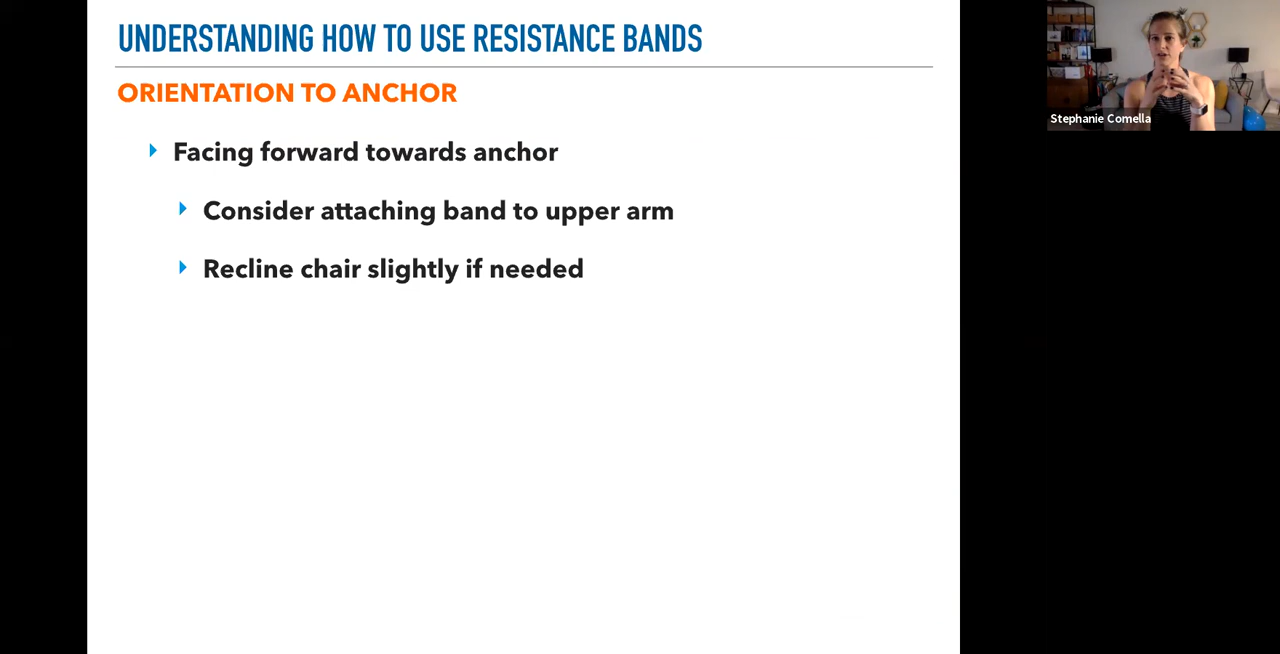 UNDERSTANDING HOW TO USE RESISTANCE BANDS
ORIENTATION TO ANCHOR
Facing forward towards anchor
Consider attaching band to upper arm
Recline chair slightly if needed
Stephanie Comella